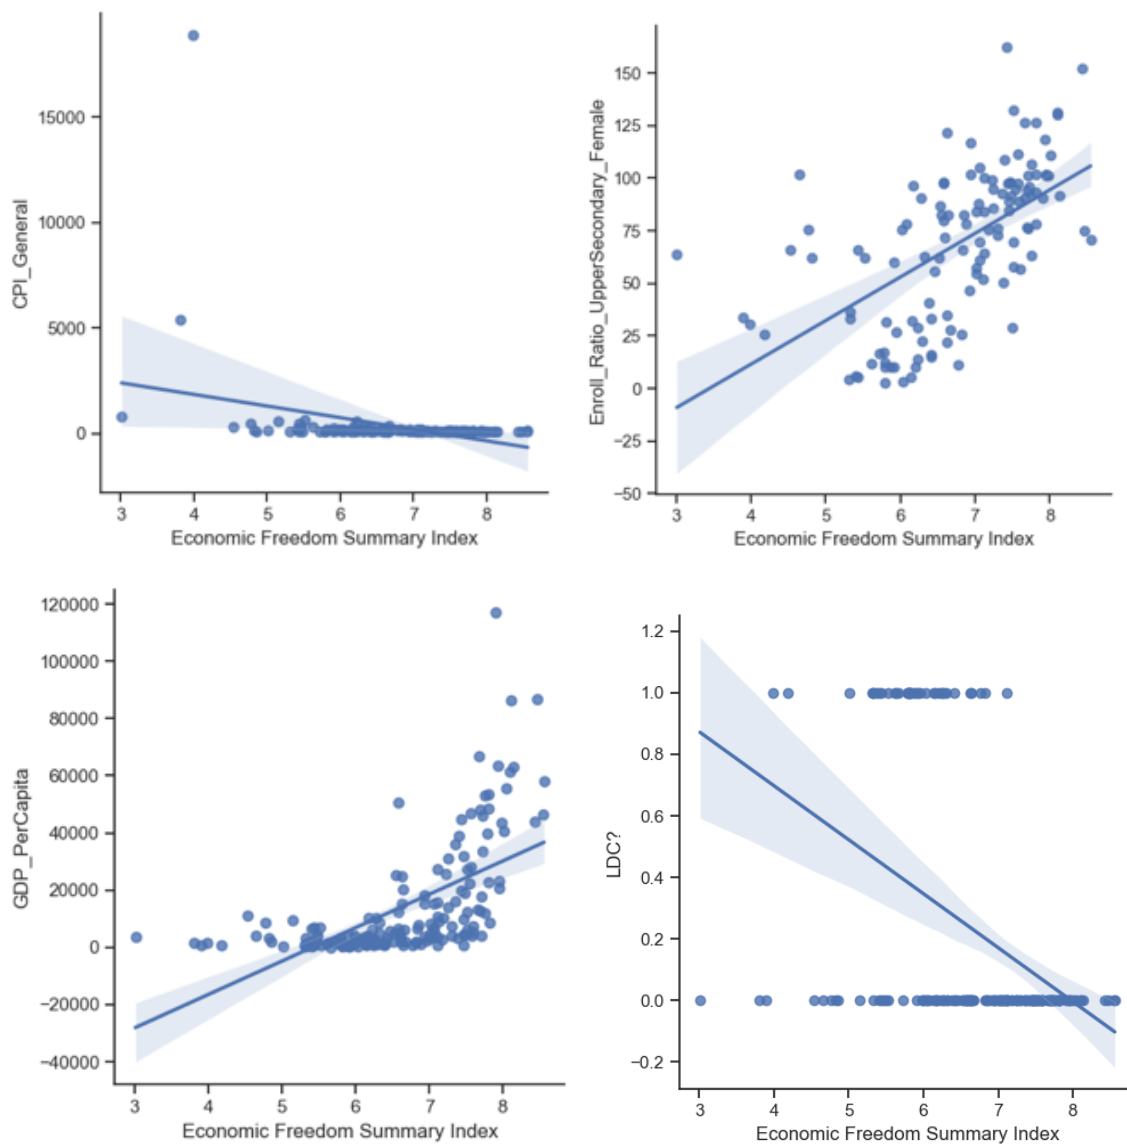 CPI_General
15000
10000
5000
0
3 4 5 6 7 8
Economic Freedom Summary Index
Enroll_Ratio_UpperSecondary_Female
150
125
100
75
50
25
0
−25
−50
3 4 5 6 7 8
Economic Freedom Summary Index
GDP_PerCapita
120000
100000
80000
60000
40000
20000
0
−20000
−40000
3 4 5 6 7 8
Economic Freedom Summary Index
LDC?
1.2
1.0
0.8
0.6
0.4
0.2
0.0
−0.2
3 4 5 6 7 8
Economic Freedom Summary Index